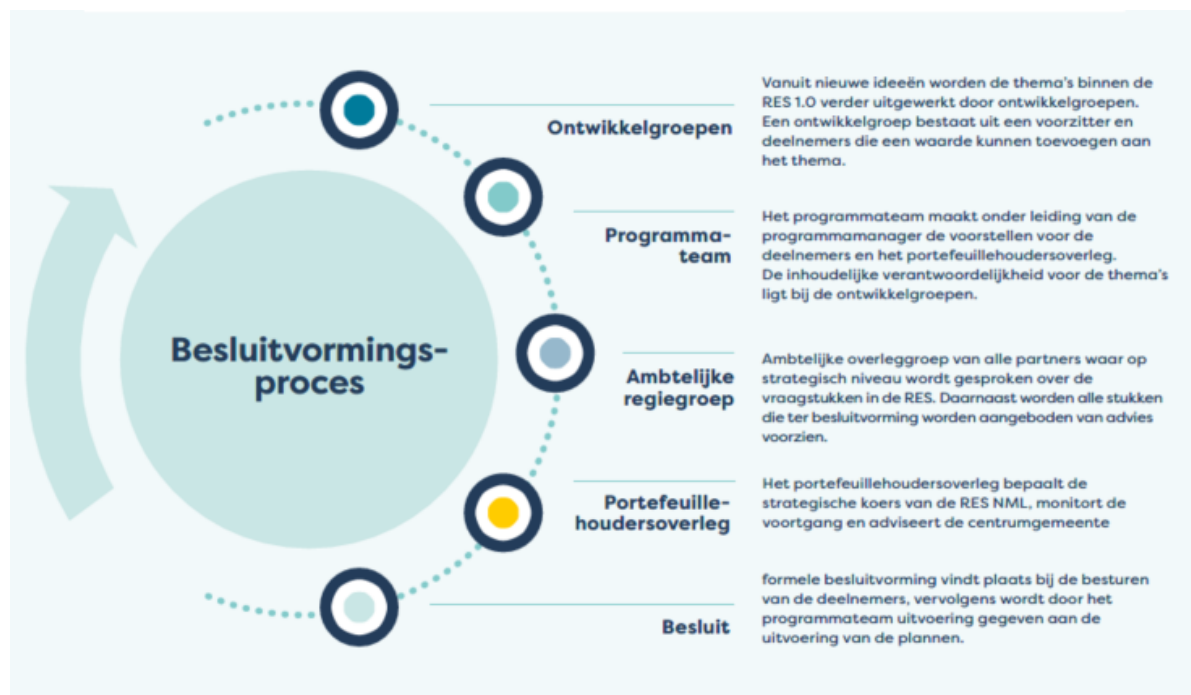 Besluitvormings-
proces
Ontwikkelgroepen
Vanuit nieuwe ideeën worden de thema's binnen de
RES 1.0 verder uitgewerkt door ontwikkelgroepen.
Een ontwikkelgroep bestaat uit een voorzitter en
deelnemers die een waarde kunnen toevoegen aan
het thema.
Programma-
team
Het programmateam maakt onder leiding van de
programmamanager de voorstellen voor de
deelnemers en het portefeuillehoudersoverleg.
De inhoudelijke verantwoordelijkheid voor de thema's
ligt bij de ontwikkelgroepen.
Ambtelijke
regiegroep
Ambtelijke overleggroep van alle partners waar op
strategisch niveau wordt gesproken over de
vraagstukken in de RES. Daarnaast worden alle stukken
die ter besluitvorming worden aangeboden van advies
voorzien.
Portefeuille-
houdersoverleg
Het portefeuillehoudersoverleg bepaalt de
strategische koers van de RES NML, monitort de
voortgang en adviseert de centrumgemeente
Besluit
formele besluitvorming vindt plaats bij de besturen
van de deelnemers, vervolgens wordt door het
programmateam uitvoering gegeven aan de
uitvoering van de plannen.